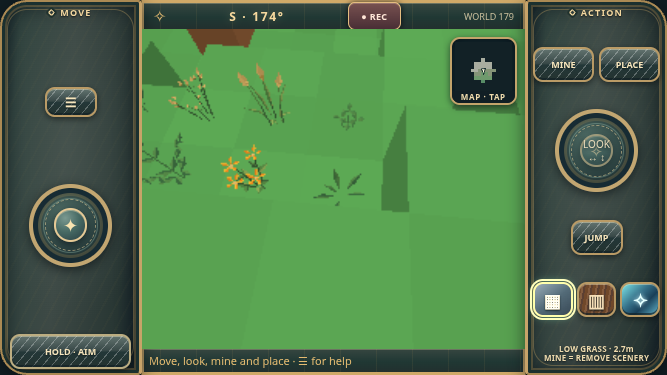 MOVE
S · 174°
● REC
WORLD 179
ACTION
MINE
PLACE
MAP · TAP
LOOK
JUMP
HOLD · AIM
LOW GRASS · 2.7m
MINE = REMOVE SCENERY
Move, look, mine and place · ☰ for help